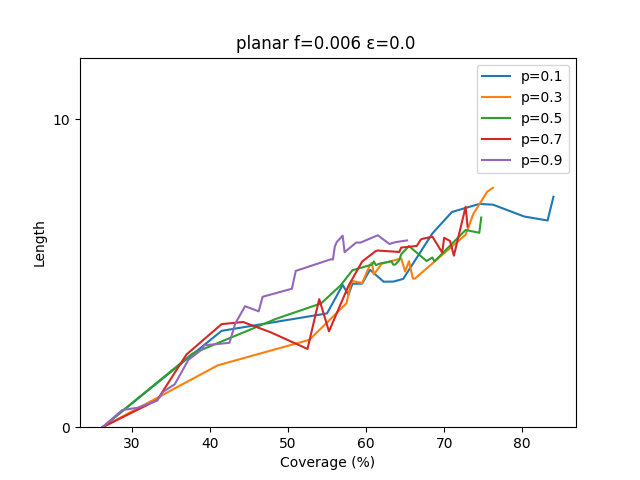 planar f=0.006 ε=0.0
p=0.1
p=0.3
p=0.5
p=0.7
p=0.9
10
0
Length
30 40 50 60 70 80
Coverage (%)